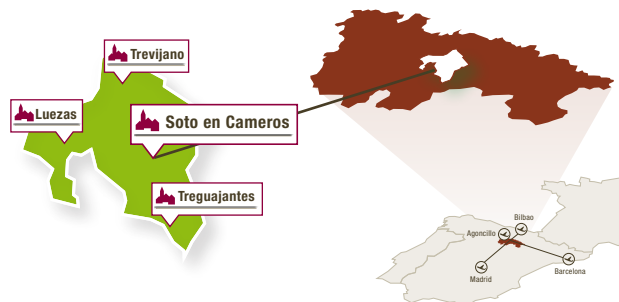 Trevijano
Luezas
Soto en Cameros
Treguajantes
Bilbao
Agoncillo
Madrid
Barcelona